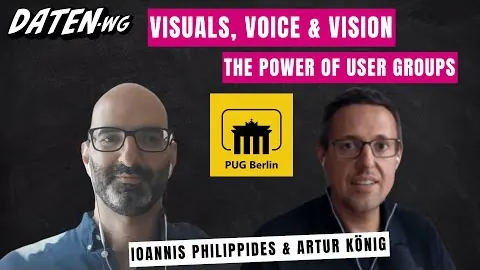 DATEN-WG
VISUALS, VOICE & VISION
THE POWER OF USER GROUPS
PUG Berlin
IOANNIS PHILIPPIDES & ARTUR KÖNIG